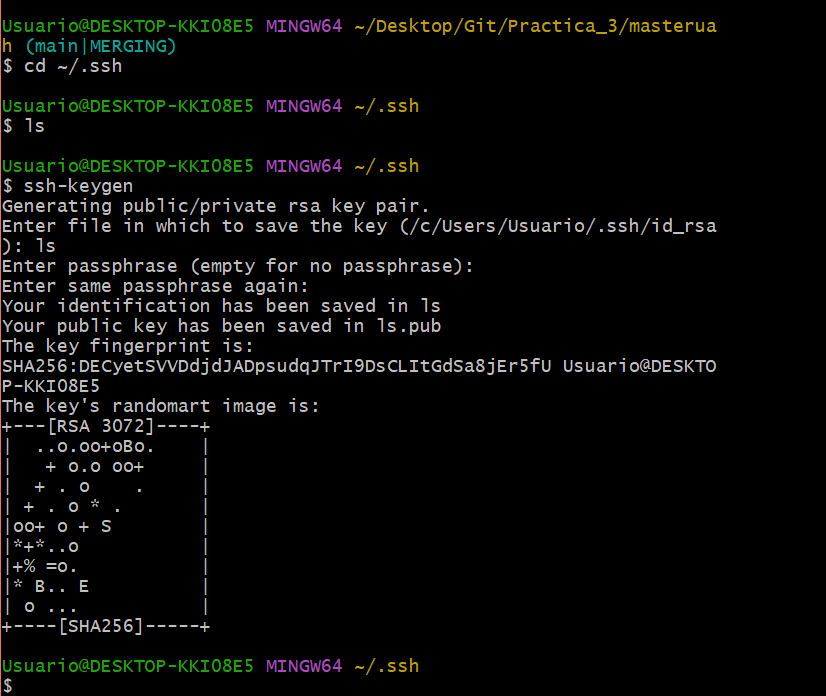 Usuario@DESKTOP-KKIO8E5 MINGW64 ~/Desktop/Git/Practica_3/masterua
h (main|MERGING)
$ cd ~/.ssh
Usuario@DESKTOP-KKIO8E5 MINGW64 ~/.ssh
$ ls
Usuario@DESKTOP-KKIO8E5 MINGW64 ~/.ssh
$ ssh-keygen
Generating public/private rsa key pair.
Enter file in which to save the key (/c/Users/Usuario/.ssh/id_rsa
): ls
Enter passphrase (empty for no passphrase):
Enter same passphrase again:
Your identification has been saved in ls
Your public key has been saved in ls.pub
The key fingerprint is:
SHA256:DECyetSVVDdjdJADpsudqJTrI9DsCLItGdSa8jEr5fU Usuario@DESKTO
P-KKIO8E5
The key's randomart image is:
+---[RSA 3072]----+
|  ..o.oo+oBo.    |
|   + o.o oo+     |
|  + . o    .     |
| + . o * .       |
|oo+ o + S        |
|*+*..o           |
|+% =o.           |
|* B.. E          |
| o ...           |
+----[SHA256]-----+
Usuario@DESKTOP-KKIO8E5 MINGW64 ~/.ssh
$